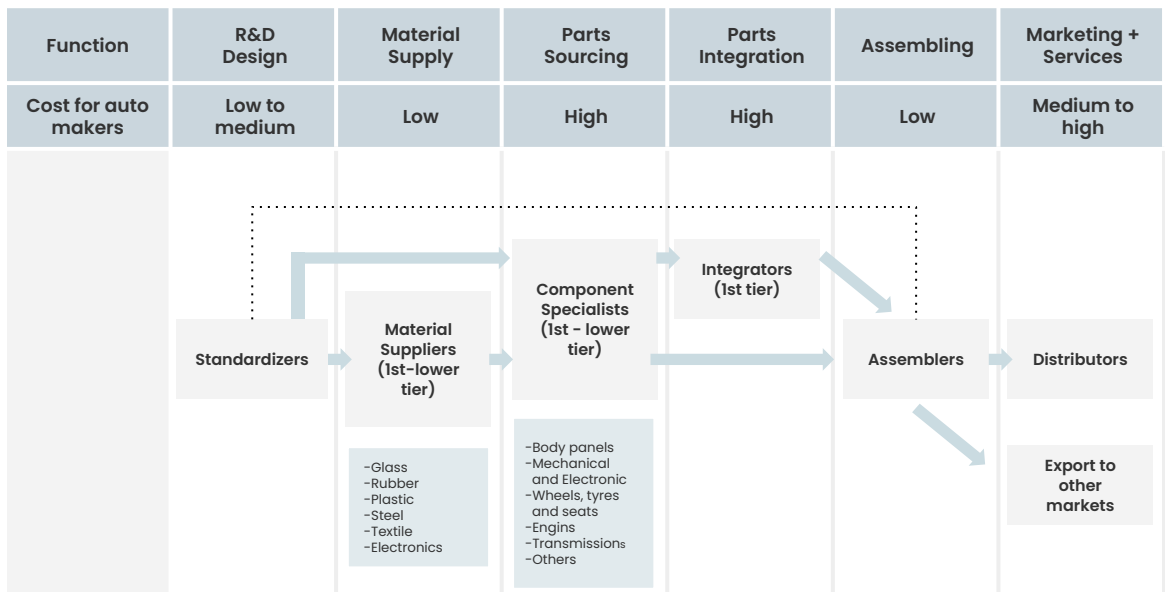 Function
R&D
Design
Material
Supply
Parts
Sourcing
Parts
Integration
Assembling
Marketing +
Services
Cost for auto
makers
Low to
medium
Low
High
High
Low
Medium to
high
Standardizers
Material
Suppliers
(1st-lower
tier)
Component
Specialists
(1st - lower
tier)
Integrators
(1st tier)
Assemblers
Distributors
Export to
other
markets
-Glass
-Rubber
-Plastic
-Steel
-Textile
-Electronics
-Body panels
-Mechanical
and Electronic
-Wheels, tyres
and seats
-Engins
-Transmissions
-Others